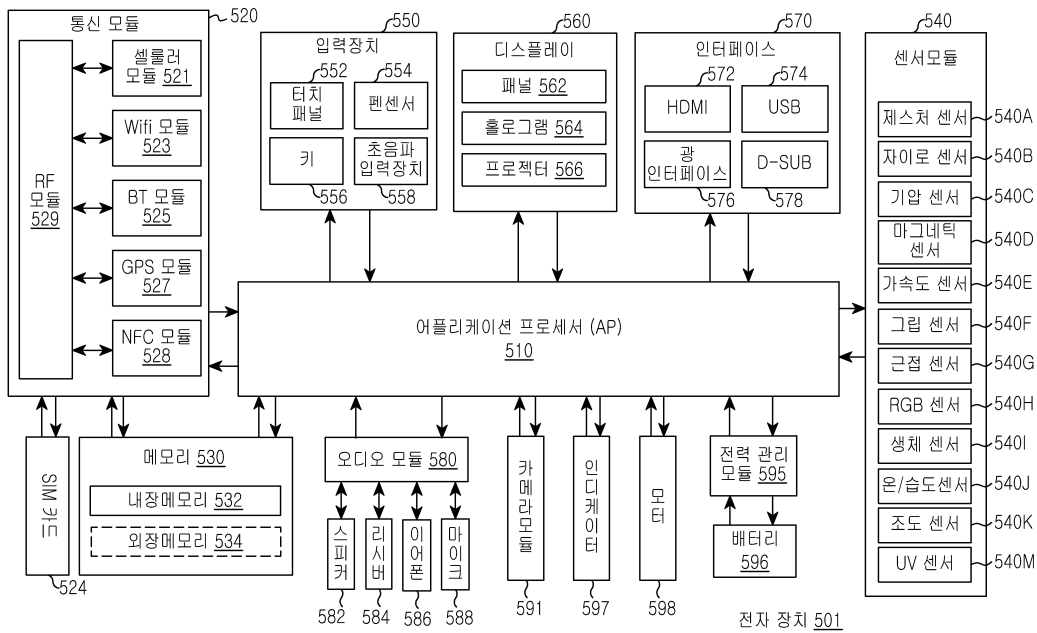 통신 모듈
520
RF
모듈
529
셀룰러
모듈 521
Wifi 모듈
523
BT 모듈
525
GPS 모듈
527
NFC 모듈
528
550
입력장치
552
554
터치
패널
펜센서
키
초음파
입력장치
556
558
560
디스플레이
패널 562
홀로그램 564
프로젝터 566
570
인터페이스
572
574
HDMI
USB
광
인터페이스
D-SUB
576
578
540
센서모듈
제스처 센서
540A
자이로 센서
540B
기압 센서
540C
마그네틱
센서
540D
가속도 센서
540E
그립 센서
540F
근접 센서
540G
RGB 센서
540H
생체 센서
540I
온/습도센서
540J
조도 센서
540K
UV 센서
540M
어플리케이션 프로세서 (AP)
510
SIM 카드
524
메모리 530
내장메모리 532
외장메모리 534
오디오 모듈 580
스피커
582
리시버
584
이어폰
586
마이크
588
카메라모듈
591
인디케이터
597
모터
598
전력 관리
모듈 595
배터리
596
전자 장치 501